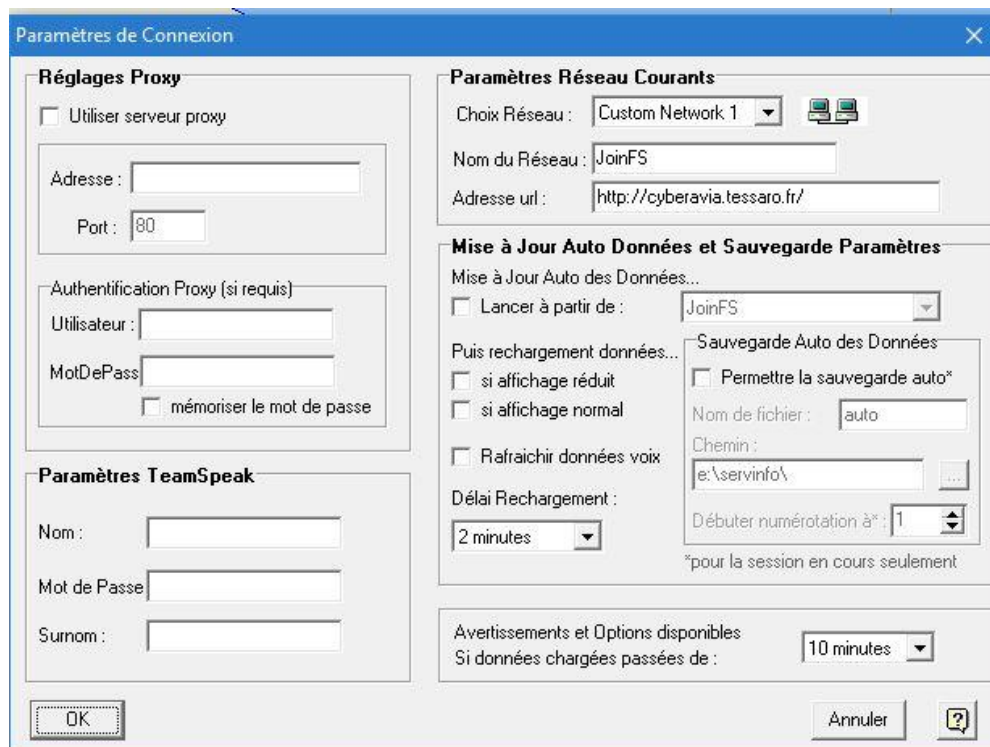 Paramètres de Connexion
Réglages Proxy
Utiliser serveur proxy
Adresse :
Port : 80
Authentification Proxy (si requis)
Utilisateur :
MotDePass
mémoriser le mot de passe
Paramètres TeamSpeak
Nom :
Mot de Passe
Surnom :
Paramètres Réseau Courants
Choix Réseau : Custom Network 1
Nom du Réseau : JoinFS
Adresse url : http://cyberavia.tessaro.fr/
Mise à Jour Auto Données et Sauvegarde Paramètres
Mise à Jour Auto des Données...
Lancer à partir de : JoinFS
Puis rechargement données...
si affichage réduit
si affichage normal
Rafraichir données voix
Délai Rechargement :
2 minutes
Sauvegarde Auto des Données
Permettre la sauvegarde auto*
Nom de fichier : auto
Chemin :
e:\servinfo\ ...
Débuter numérotation à* : 1
*pour la session en cours seulement
Avertissements et Options disponibles
Si données chargées passées de : 10 minutes
OK
Annuler
?